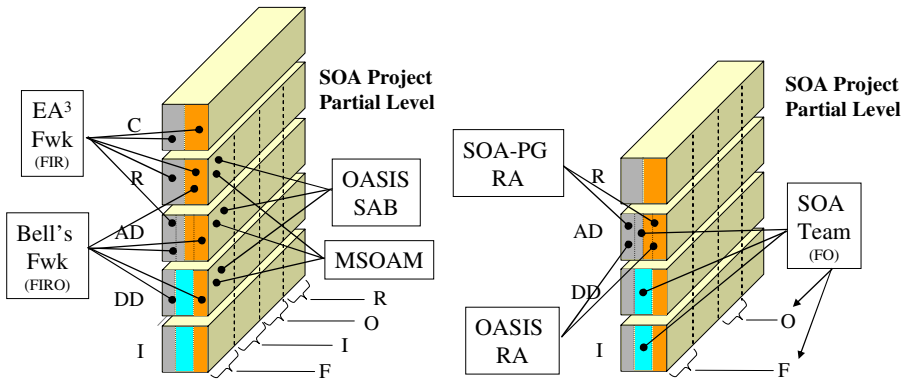 SOA Project
Partial Level
EA³
Fwk
(FIR)
C
R
AD
DD
I
Bell's
Fwk
(FIRO)
OASIS
SAB
MSOAM
R
O
I
F
SOA Project
Partial Level
SOA-PG
RA
R
AD
DD
I
SOA
Team
(FO)
OASIS
RA
O
F